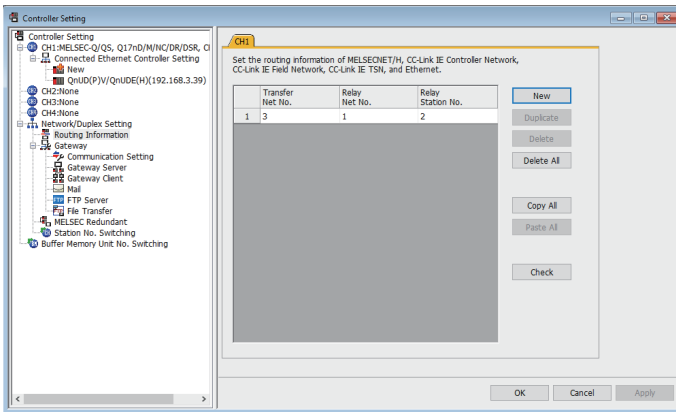 Controller Setting
Controller Setting
CH1:MELSEC-Q/QS, Q17nD/M/NC/DR/DSR, C
Connected Ethernet Controller Setting
New
QnUD(P)V/QnUDE(H)(192.168.3.39)
CH2:None
CH3:None
CH4:None
Network/Duplex Setting
Routing Information
Gateway
Communication Setting
Gateway Server
Gateway Client
Mail
FTP Server
File Transfer
MELSEC Redundant
Station No. Switching
Buffer Memory Unit No. Switching
CH1
Set the routing information of MELSECNET/H, CC-Link IE Controller Network,
CC-Link IE Field Network, CC-Link IE TSN, and Ethernet.
Transfer Net No. Relay Net No. Relay Station No.
1 3 1 2
New
Duplicate
Delete
Delete All
Copy All
Paste All
Check
OK Cancel Apply